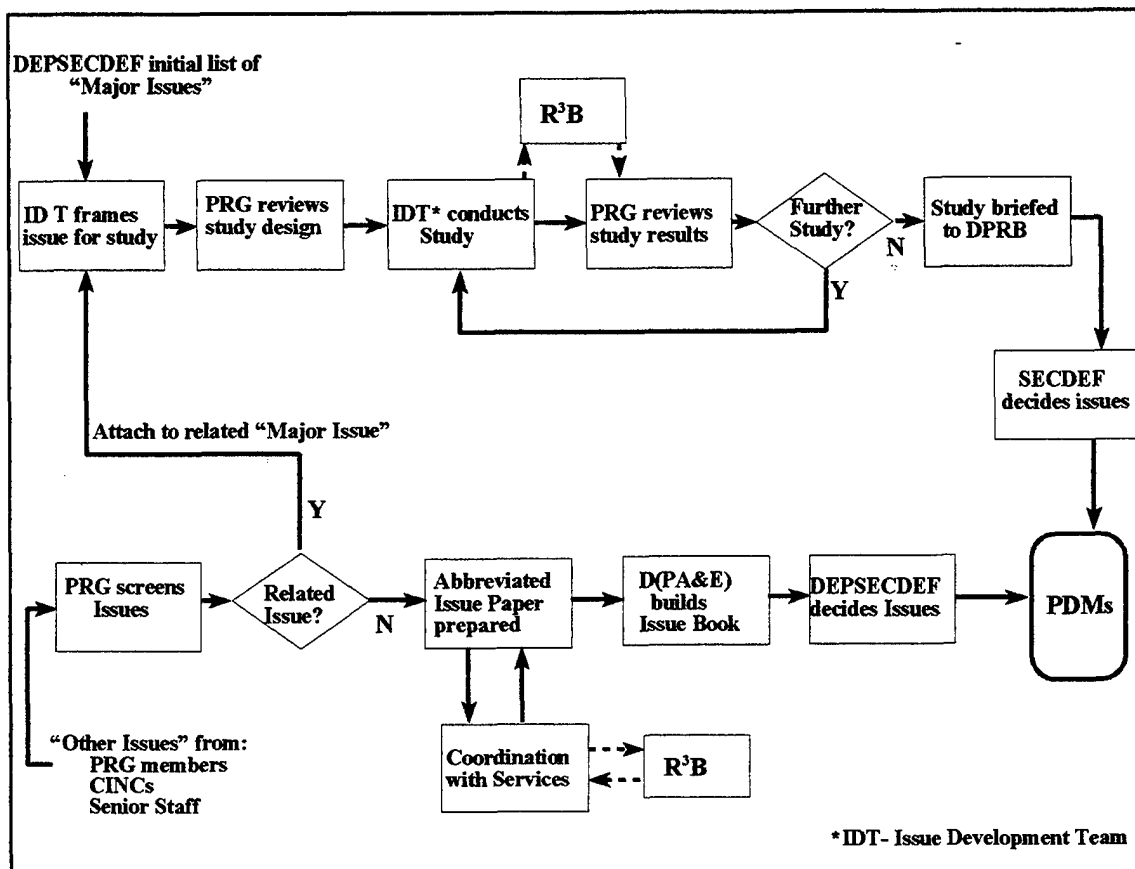 DEPSECDEF initial list of
“Major Issues”
R³B
ID T frames
issue for study
PRG reviews
study design
IDT* conducts
Study
PRG reviews
study results
Further
Study?
N
Y
Study briefed
to DPRB
SECDEF
decides issues
Attach to related “Major Issue”
Y
PRG screens
Issues
Related
Issue?
N
Abbreviated
Issue Paper
prepared
D(PA&E)
builds
Issue Book
DEPSECDEF
decides Issues
PDMs
“Other Issues” from:
PRG members
CINCs
Senior Staff
Coordination
with Services
R³B
*IDT- Issue Development Team